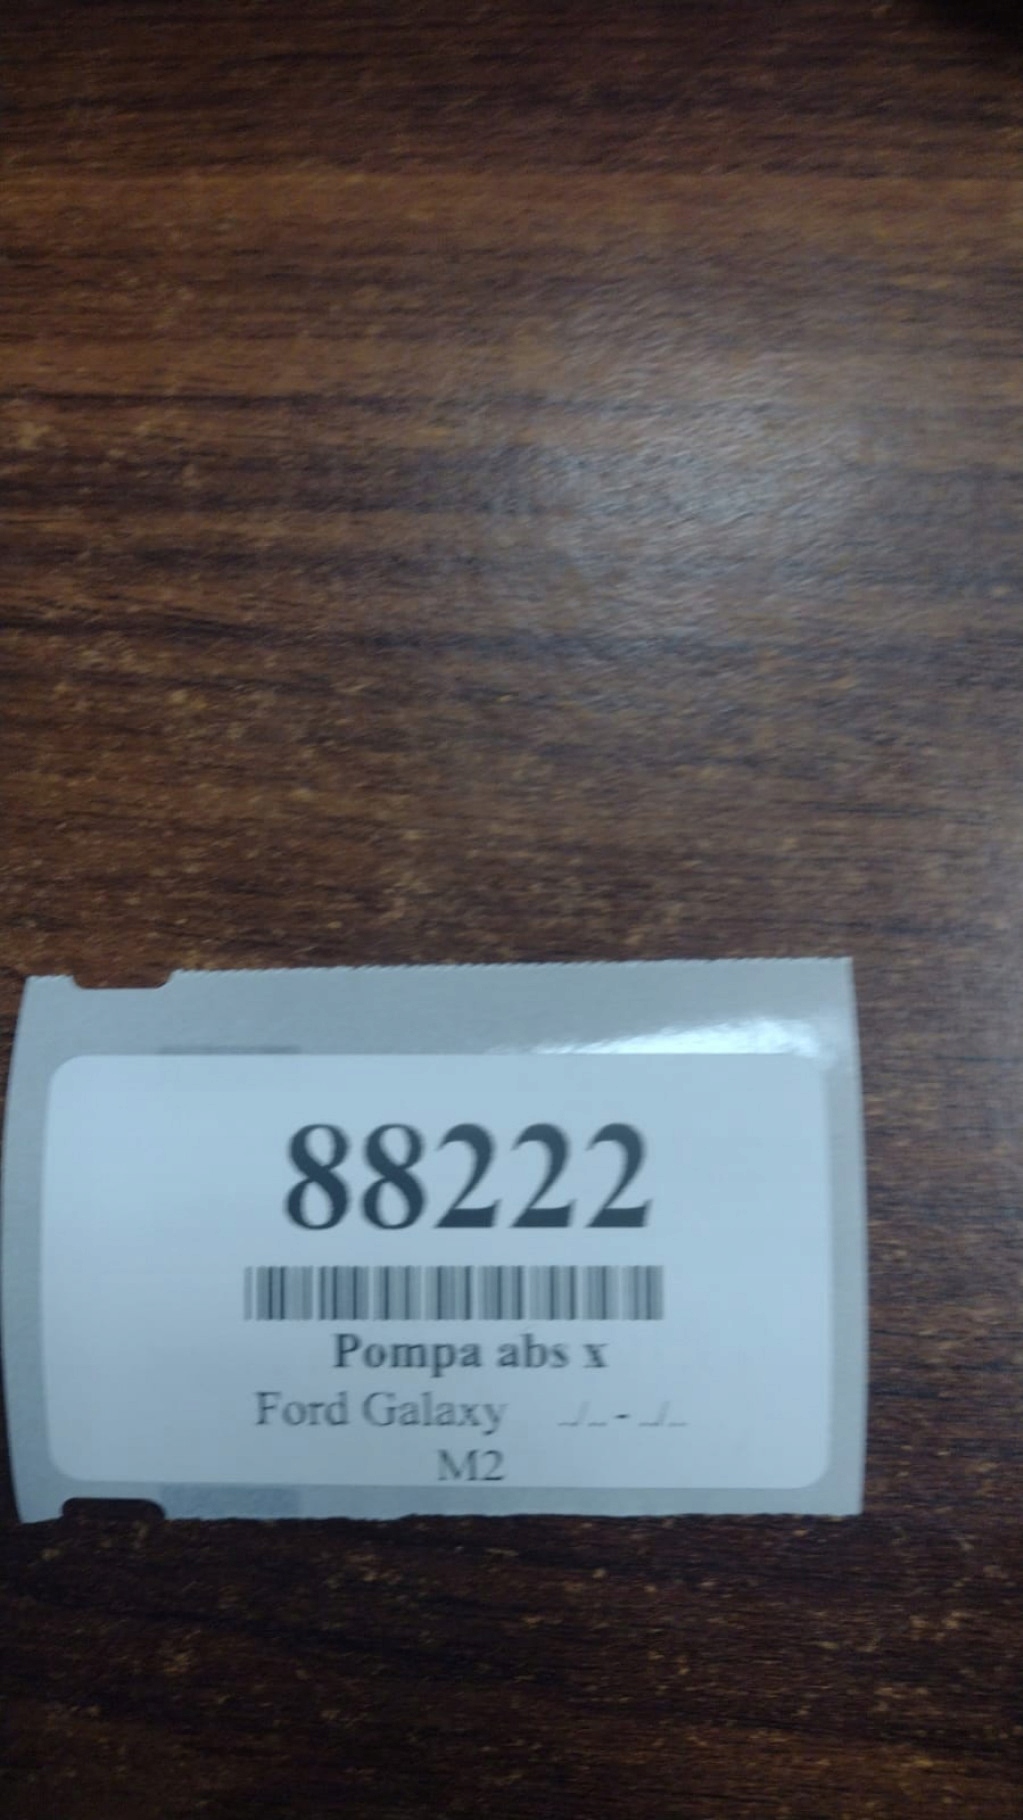 88222
Pompa abs x
Ford Galaxy _./_. - _./_.
M2